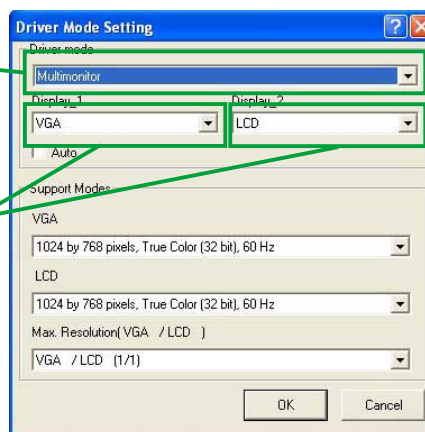 Driver Mode Setting
Driver mode
Multimonitor
Display_1 Display_2
VGA LCD
Auto
Support Modes
VGA
1024 by 768 pixels, True Color (32 bit), 60 Hz
LCD
1024 by 768 pixels, True Color (32 bit), 60 Hz
Max. Resolution( VGA / LCD )
VGA / LCD (1/1)
OK Cancel